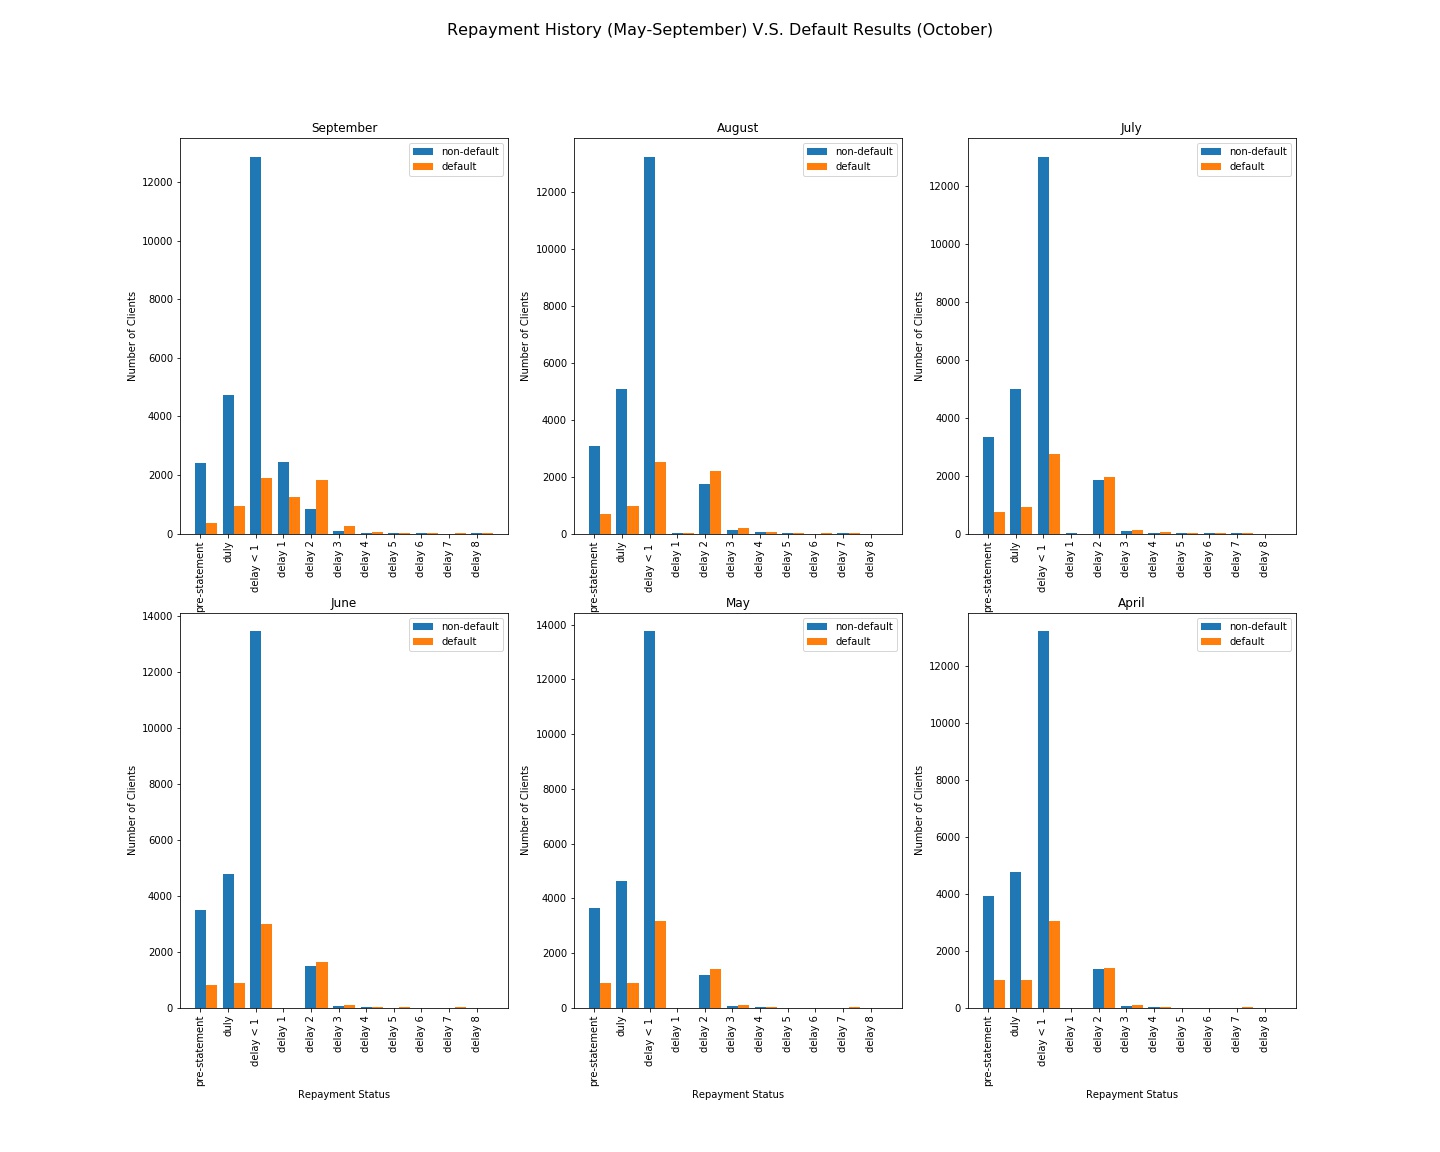 Repayment History (May-September) V.S. Default Results (October)
September
non-default
default
Number of Clients
12000
10000
8000
6000
4000
2000
0
pre-statement
duly
delay < 1
delay 1
delay 2
delay 3
delay 4
delay 5
delay 6
delay 7
delay 8
August
non-default
default
Number of Clients
12000
10000
8000
6000
4000
2000
0
pre-statement
duly
delay < 1
delay 1
delay 2
delay 3
delay 4
delay 5
delay 6
delay 7
delay 8
July
non-default
default
Number of Clients
12000
10000
8000
6000
4000
2000
0
pre-statement
duly
delay < 1
delay 1
delay 2
delay 3
delay 4
delay 5
delay 6
delay 7
delay 8
June
non-default
default
Number of Clients
14000
12000
10000
8000
6000
4000
2000
0
pre-statement
duly
delay < 1
delay 1
delay 2
delay 3
delay 4
delay 5
delay 6
delay 7
delay 8
Repayment Status
May
non-default
default
Number of Clients
14000
12000
10000
8000
6000
4000
2000
0
pre-statement
duly
delay < 1
delay 1
delay 2
delay 3
delay 4
delay 5
delay 6
delay 7
delay 8
Repayment Status
April
non-default
default
Number of Clients
12000
10000
8000
6000
4000
2000
0
pre-statement
duly
delay < 1
delay 1
delay 2
delay 3
delay 4
delay 5
delay 6
delay 7
delay 8
Repayment Status